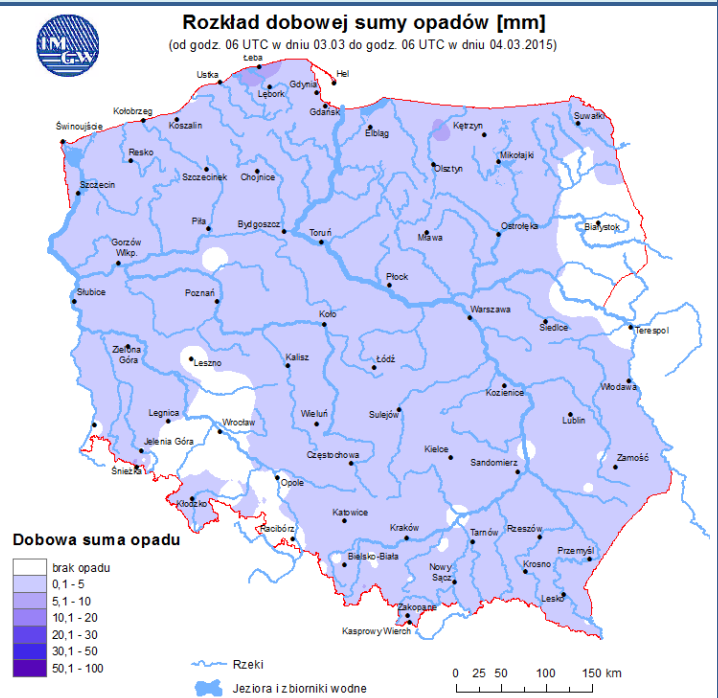 Rozkład dobowej sumy opadów [mm]
(od godz. 06 UTC w dniu 03.03 do godz. 06 UTC w dniu 04.03.2015)
IM
GW
Łeba
Ustka
Hel
Gdynia
Lębork
Gdańsk
Kołobrzeg
Koszalin
Świnoujście
Elbląg
Kętrzyn
Suwałki
Resko
Mikołajki
Szczecinek
Chojnice
Olsztyn
Szczecin
Piła
Bydgoszcz
Toruń
Mława
Ostrołęka
Białystok
Gorzów
Wlkp.
Płock
Słubice
Poznań
Koło
Warszawa
Siedlce
Terespol
Zielona
Góra
Leszno
Kalisz
Łódź
Włodawa
Kozienice
Legnica
Wrocław
Wieluń
Sulejów
Lublin
Jelenia Góra
Śnieżka
Częstochowa
Kielce
Sandomierz
Zamość
Opole
Kłodzko
Katowice
Racibórz
Kraków
Tarnów
Rzeszów
Przemyśl
Bielsko-Biała
Nowy
Sącz
Krosno
Lesko
Zakopane
Kasprowy Wierch
Dobowa suma opadu
brak opadu
0,1 - 5
5,1 - 10
10,1 - 20
20,1 - 30
30,1 - 50
50,1 - 100
Rzeki
Jeziora i zbiorniki wodne
0 25 50 100 150 km